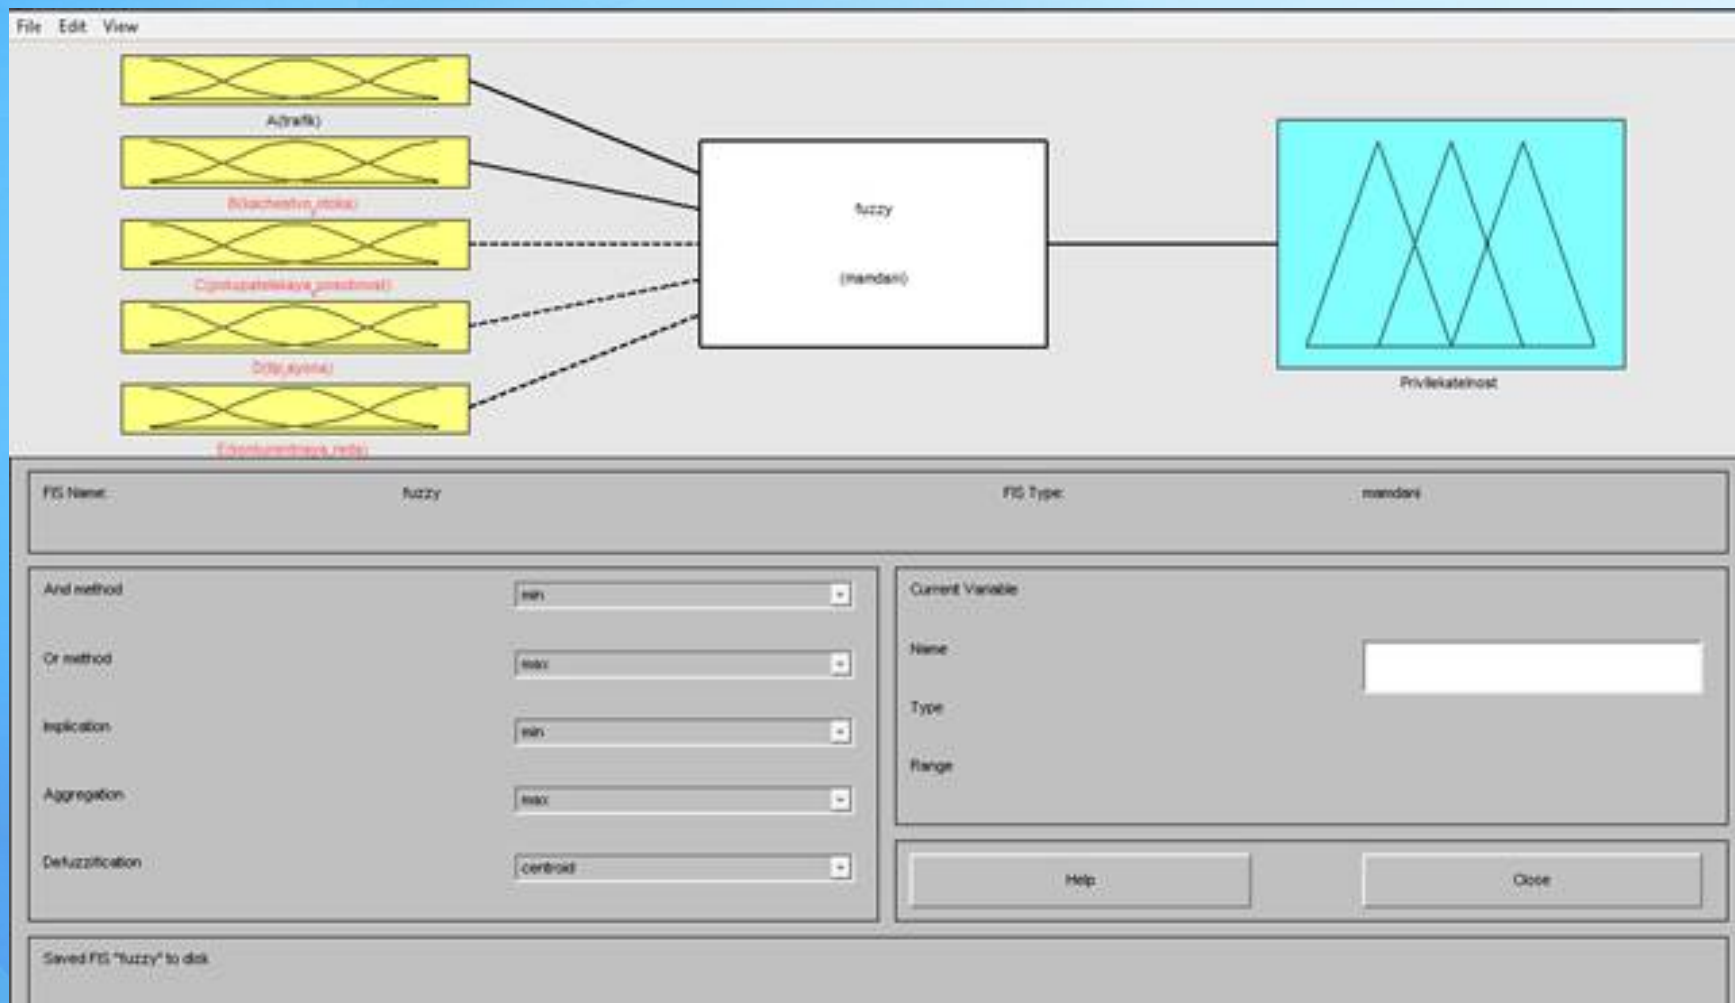 File Edit View
A(trafik)
fuzzy
(mamdani)
Privlekatelnost
FIS Name: fuzzy FIS Type: mamdani
And method min
Or method max
Implication min
Aggregation max
Defuzzification centroid
Current Variable
Name
Type
Range
Help Close
Saved FIS "fuzzy" to disk